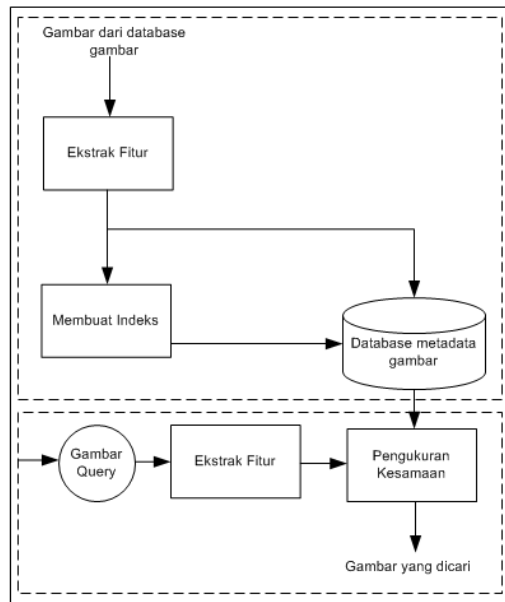 Gambar dari database
gambar
Ekstrak Fitur
Membuat Indeks
Database metadata
gambar
Gambar
Query
Ekstrak Fitur
Pengukuran
Kesamaan
Gambar yang dicari